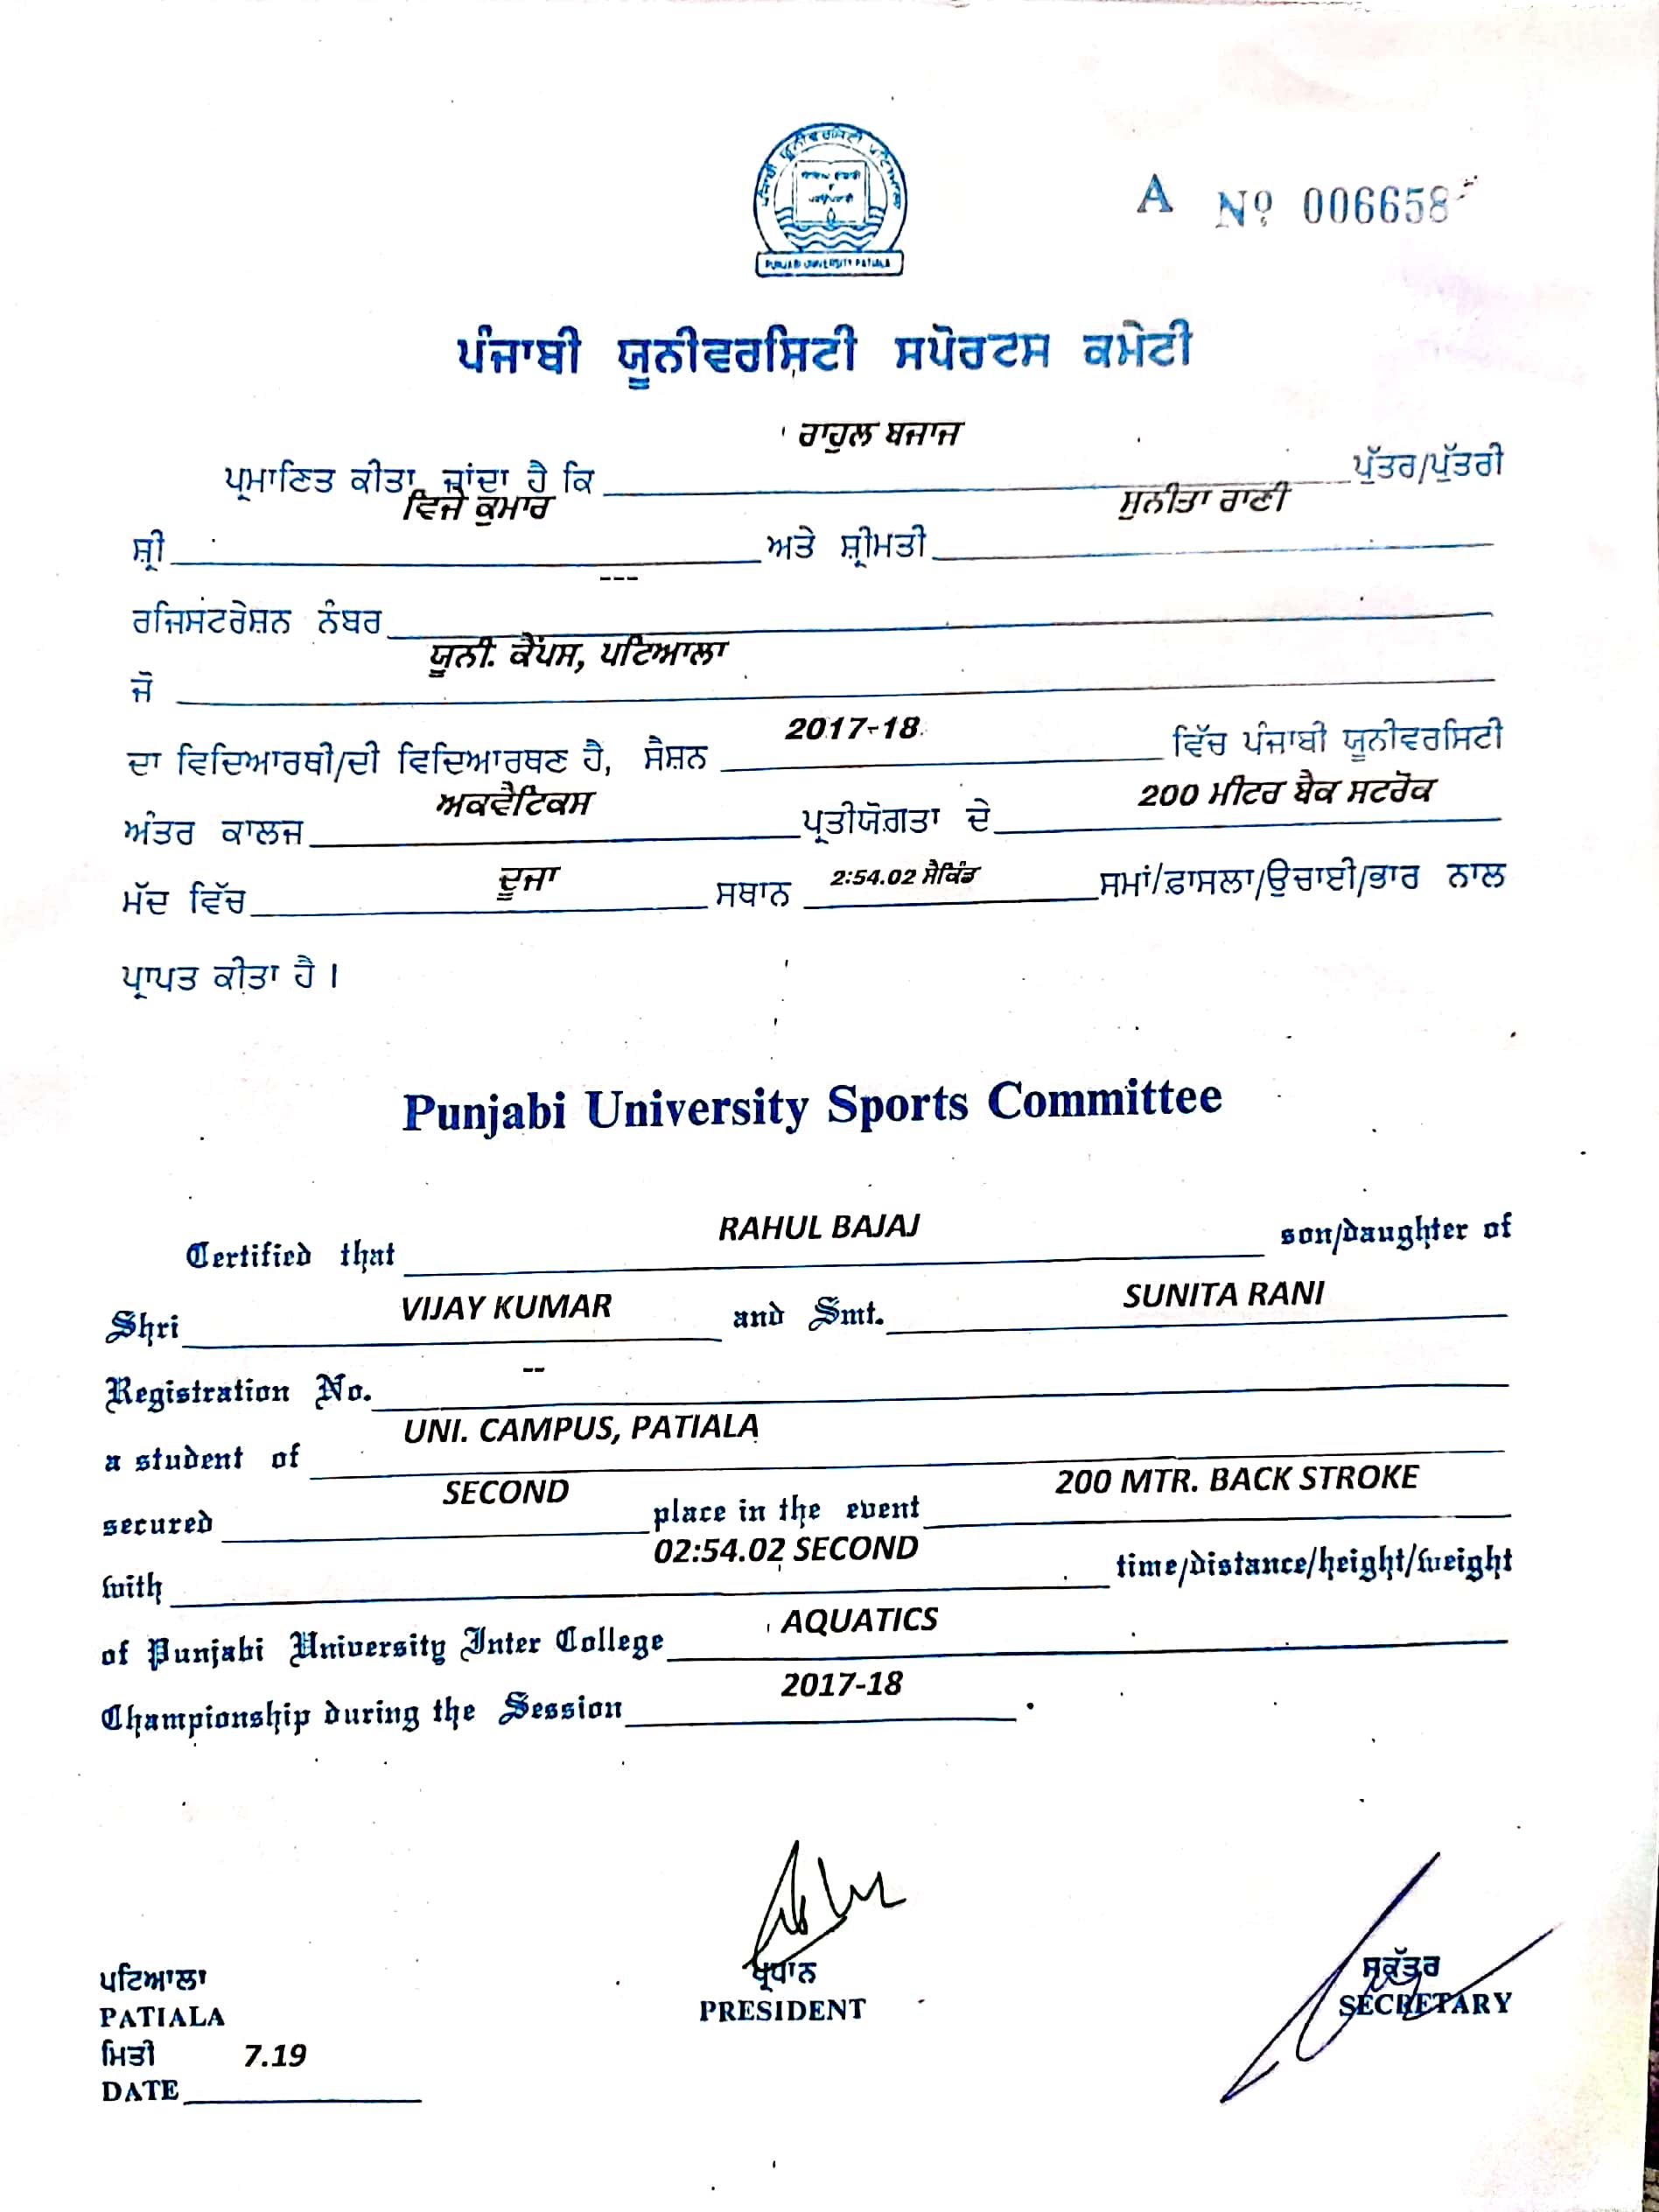 ਪੰਜਾਬੀ ਯੂਨੀਵਰਸਿਟੀ ਪਟਿਆਲਾ
PUNJABI UNIVERSITY PATIALA
A No 006658
ਪੰਜਾਬੀ ਯੂਨੀਵਰਸਿਟੀ ਸਪੋਰਟਸ ਕਮੇਟੀ
ਪ੍ਰਮਾਣਿਤ ਕੀਤਾ ਜਾਂਦਾ ਹੈ ਕਿ ਰਾਹੁਲ ਬਜਾਜ ਪੁੱਤਰ/ਪੁੱਤਰੀ
ਸ਼੍ਰੀ ਵਿਜੇ ਕੁਮਾਰ ਅਤੇ ਸ਼੍ਰੀਮਤੀ ਸੁਨੀਤਾ ਰਾਣੀ
ਰਜਿਸਟਰੇਸ਼ਨ ਨੰਬਰ ---
ਜੋ ਯੂਨੀ. ਕੈਂਪਸ, ਪਟਿਆਲਾ
ਦਾ ਵਿਦਿਆਰਥੀ/ਦੀ ਵਿਦਿਆਰਥਣ ਹੈ, ਸੈਸ਼ਨ 2017-18 ਵਿੱਚ ਪੰਜਾਬੀ ਯੂਨੀਵਰਸਿਟੀ
ਅੰਤਰ ਕਾਲਜ ਅਕਵੈਟਿਕਸ ਪ੍ਰਤੀਯੋਗਤਾ ਦੇ 200 ਮੀਟਰ ਬੈਕ ਸਟਰੋਕ
ਮੱਦ ਵਿੱਚ ਦੂਜਾ ਸਥਾਨ 2:54.02 ਸੈਕਿੰਡ ਸਮਾਂ/ਫ਼ਾਸਲਾ/ਉਚਾਈ/ਭਾਰ ਨਾਲ
ਪ੍ਰਾਪਤ ਕੀਤਾ ਹੈ ।
Punjabi University Sports Committee
Certified that RAHUL BAJAJ son/daughter of
Shri VIJAY KUMAR and Smt. SUNITA RANI
Registration No. --
a student of UNI. CAMPUS, PATIALA
secured SECOND place in the event 200 MTR. BACK STROKE
with 02:54.02 SECOND time/distance/height/weight
of Punjabi University Inter College AQUATICS
Championship during the Session 2017-18.
ਪਟਿਆਲਾ
PATIALA
ਮਿਤੀ 7.19
DATE
ਪ੍ਰਧਾਨ
PRESIDENT
ਸਕੱਤਰ
SECRETARY